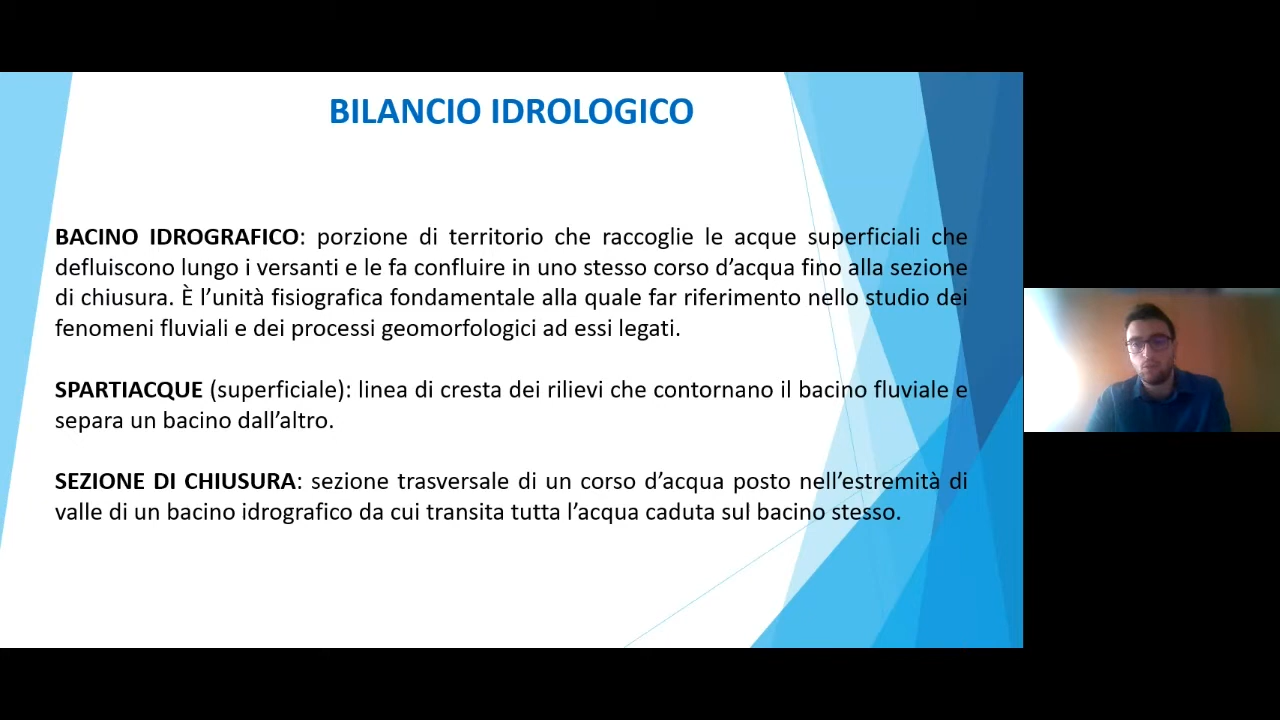 BILANCIO IDROLOGICO
BACINO IDROGRAFICO: porzione di territorio che raccoglie le acque superficiali che
defluiscono lungo i versanti e le fa confluire in uno stesso corso d’acqua fino alla sezione
di chiusura. È l’unità fisiografica fondamentale alla quale far riferimento nello studio dei
fenomeni fluviali e dei processi geomorfologici ad essi legati.
SPARTIACQUE (superficiale): linea di cresta dei rilievi che contornano il bacino fluviale e
separa un bacino dall’altro.
SEZIONE DI CHIUSURA: sezione trasversale di un corso d’acqua posto nell’estremità di
valle di un bacino idrografico da cui transita tutta l’acqua caduta sul bacino stesso.